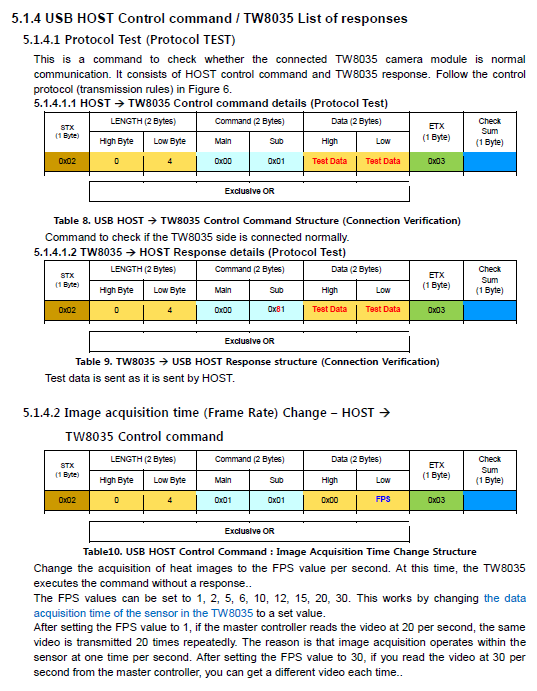 5.1.4 USB HOST Control command / TW8035 List of responses
5.1.4.1 Protocol Test (Protocol TEST)
This is a command to check whether the connected TW8035 camera module is normal
communication. It consists of HOST control command and TW8035 response. Follow the control
protocol (transmission rules) in Figure 6.
5.1.4.1.1 HOST → TW8035 Control command details (Protocol Test)
STX (1 Byte) LENGTH (2 Bytes) Command (2 Bytes) Data (2 Bytes) ETX (1 Byte) Check Sum (1 Byte)
High Byte Low Byte Main Sub High Low
0x02 0 4 0x00 0x01 Test Data Test Data 0x03
Exclusive OR
Table 8. USB HOST → TW8035 Control Command Structure (Connection Verification)
Command to check if the TW8035 side is connected normally.
5.1.4.1.2 TW8035 → HOST Response details (Protocol Test)
STX (1 Byte) LENGTH (2 Bytes) Command (2 Bytes) Data (2 Bytes) ETX (1 Byte) Check Sum (1 Byte)
High Byte Low Byte Main Sub High Low
0x02 0 4 0x00 0x81 Test Data Test Data 0x03
Exclusive OR
Table 9. TW8035 → USB HOST Response structure (Connection Verification)
Test data is sent as it is sent by HOST.
5.1.4.2 Image acquisition time (Frame Rate) Change – HOST →
TW8035 Control command
STX (1 Byte) LENGTH (2 Bytes) Command (2 Bytes) Data (2 Bytes) ETX (1 Byte) Check Sum (1 Byte)
High Byte Low Byte Main Sub High Low
0x02 0 4 0x01 0x01 0x00 FPS 0x03
Exclusive OR
Table10. USB HOST Control Command : Image Acquisition Time Change Structure
Change the acquisition of heat images to the FPS value per second. At this time, the TW8035
executes the command without a response..
The FPS values can be set to 1, 2, 5, 6, 10, 12, 15, 20, 30. This works by changing the data
acquisition time of the sensor in the TW8035 to a set value.
After setting the FPS value to 1, if the master controller reads the video at 20 per second, the same
video is transmitted 20 times repeatedly. The reason is that image acquisition operates within the
sensor at one time per second. After setting the FPS value to 30, if you read the video at 30 per
second from the master controller, you can get a different video each time..